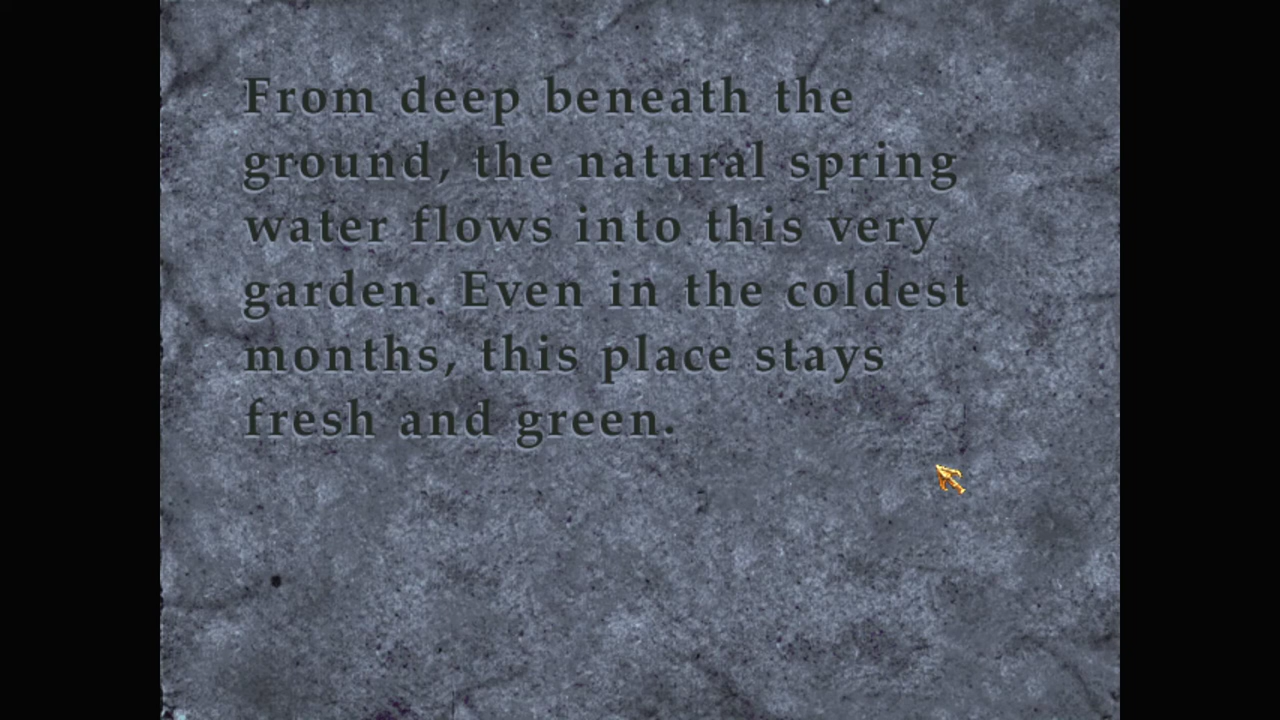 From deep beneath the
ground, the natural spring
water flows into this very
garden. Even in the coldest
months, this place stays
fresh and green.